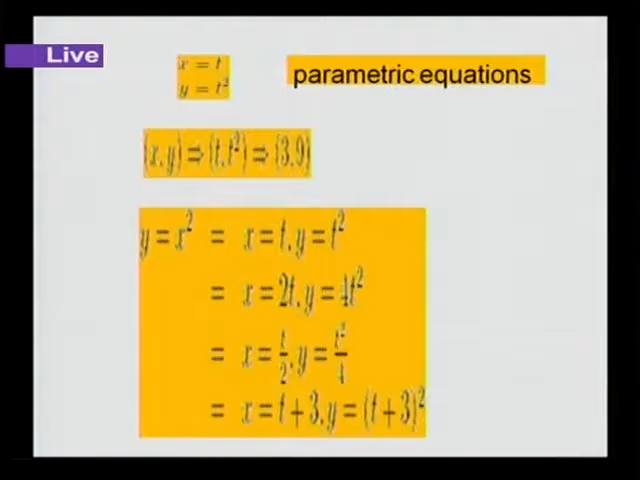 Live
x = t
y = t²
parametric equations
(x, y) ⇒ (t, t²) ⇒ (3, 9)
y = x² = x = t, y = t²
= x = 2t, y = 4t²
= x = t/2, y = t²/4
= x = t + 3, y = (t + 3)²